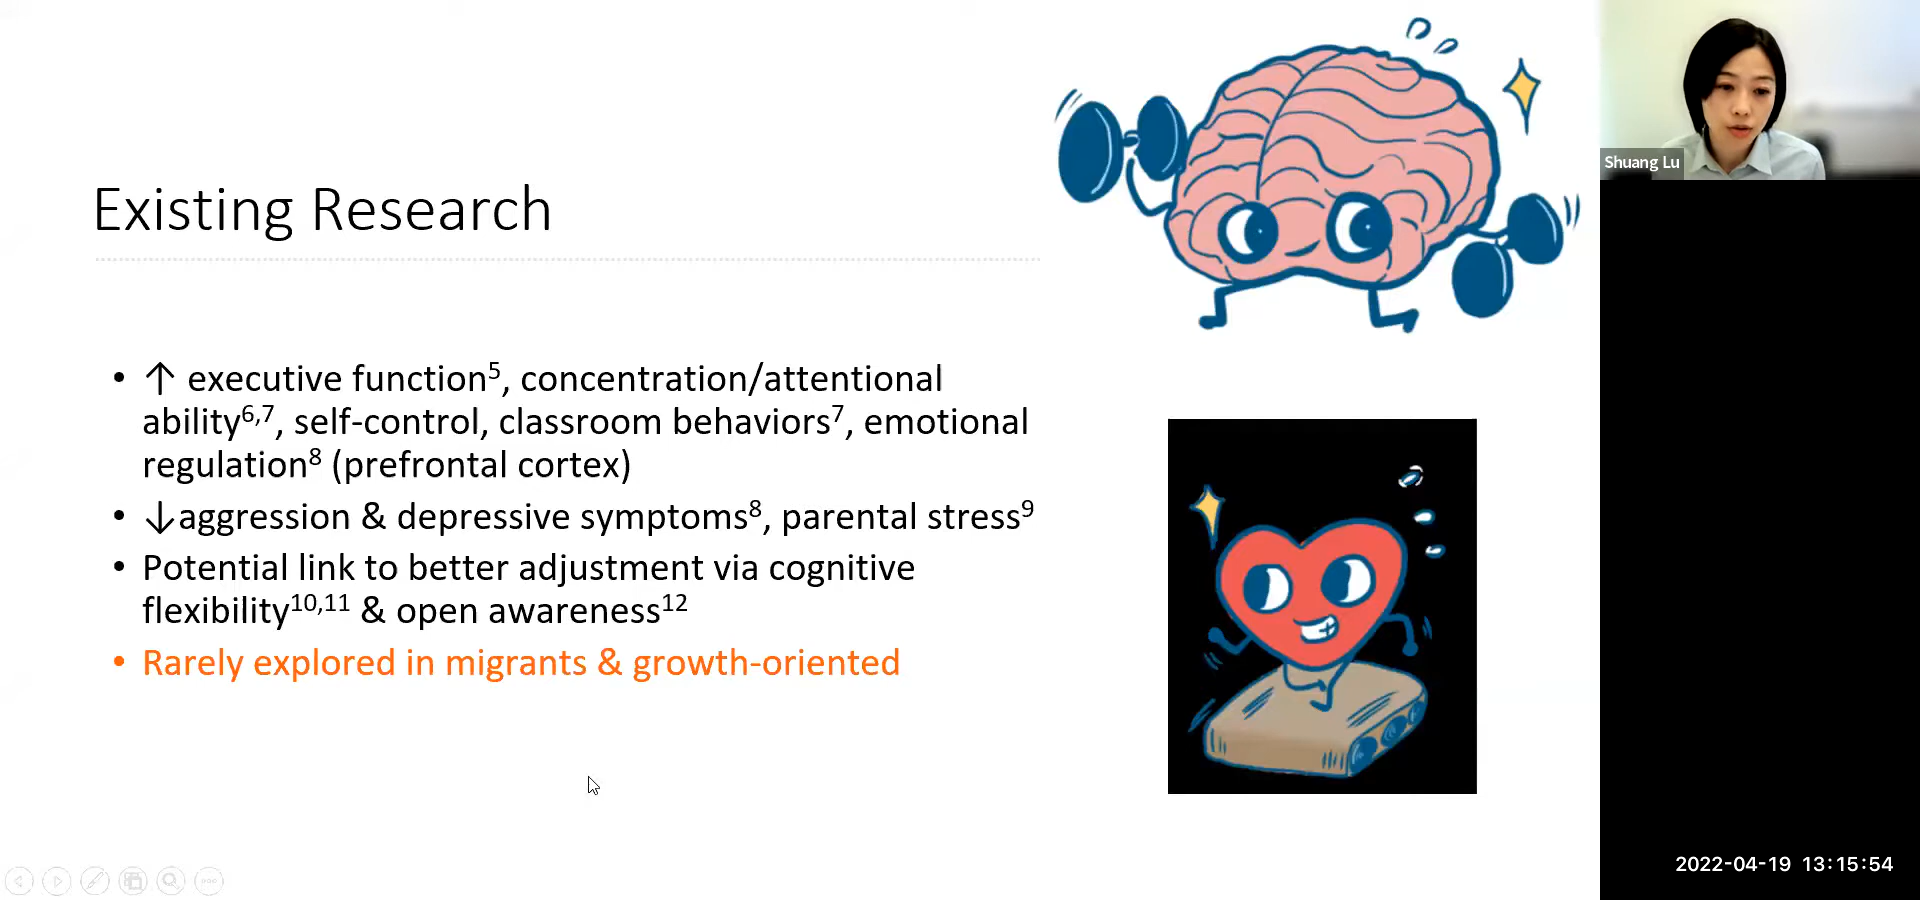 Existing Research
• ↑ executive function⁵, concentration/attentional
ability⁶,⁷, self-control, classroom behaviors⁷, emotional
regulation⁸ (prefrontal cortex)
• ↓aggression & depressive symptoms⁸, parental stress⁹
• Potential link to better adjustment via cognitive
flexibility¹⁰,¹¹ & open awareness¹²
• Rarely explored in migrants & growth-oriented
Shuang Lu
2022-04-19 13:15:54